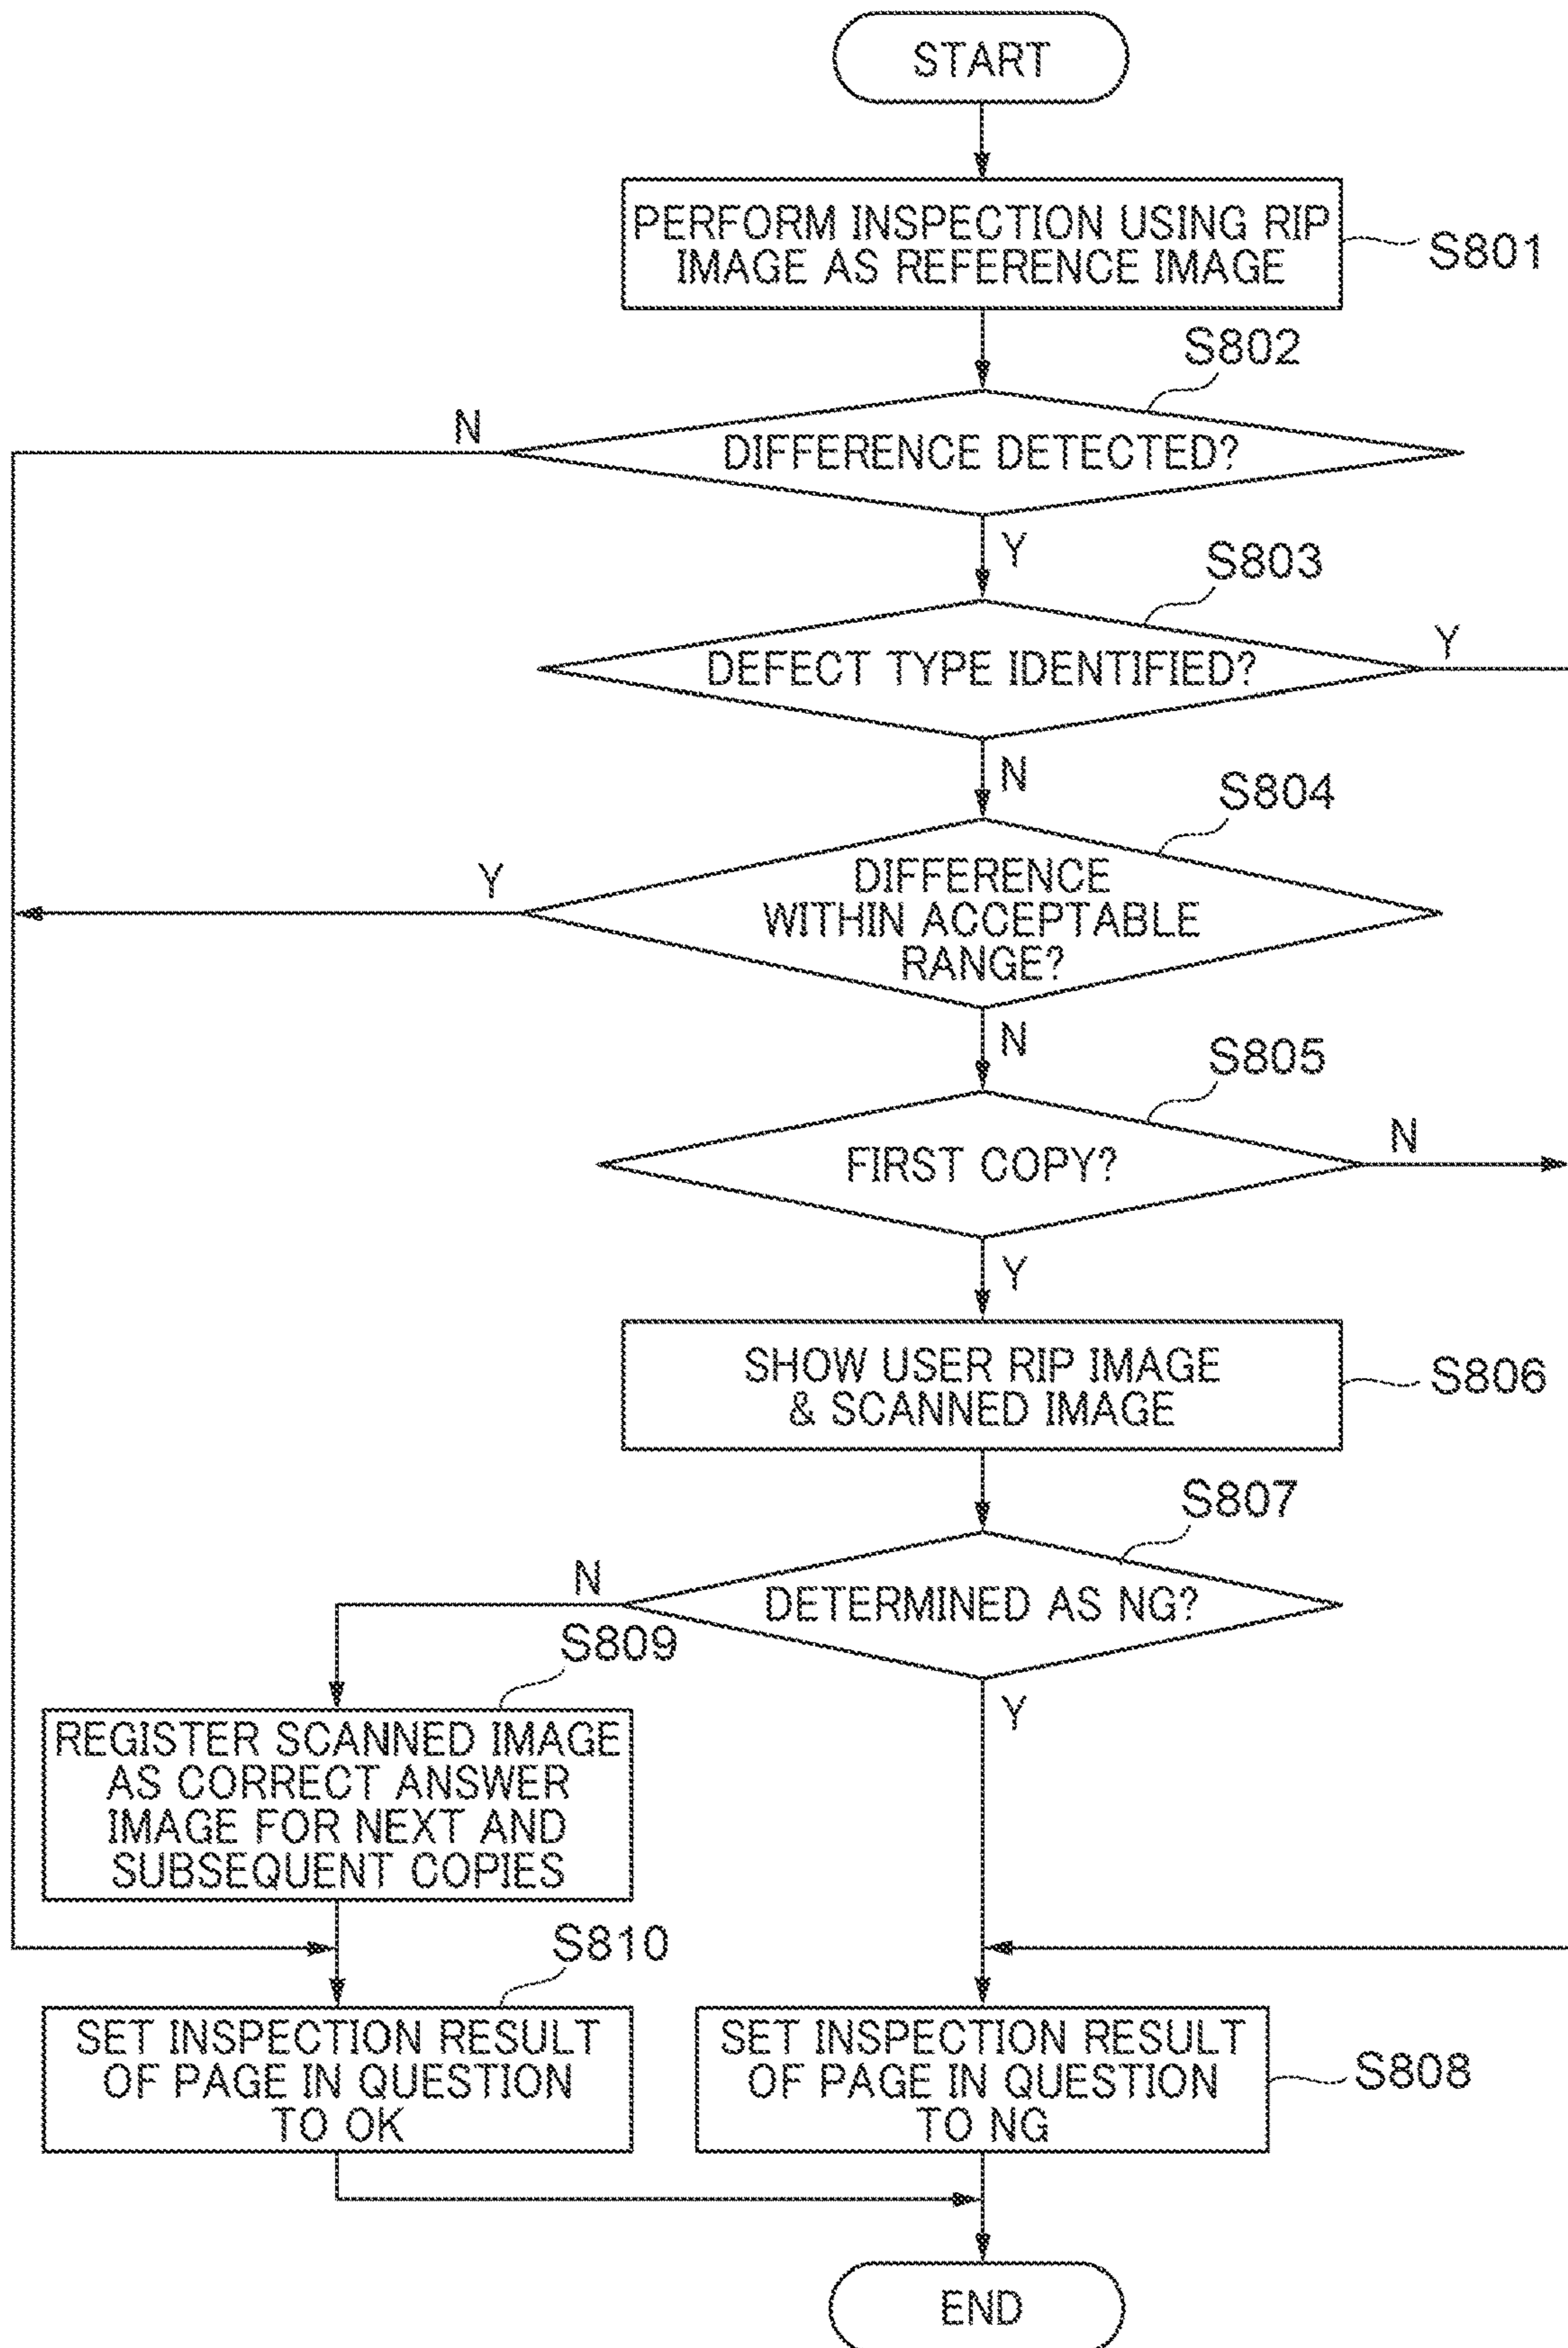 START
PERFORM INSPECTION USING RIP
IMAGE AS REFERENCE IMAGE
S801
S802
DIFFERENCE DETECTED?
N
Y
S803
DEFECT TYPE IDENTIFIED?
Y
N
S804
DIFFERENCE
WITHIN ACCEPTABLE
RANGE?
Y
N
S805
FIRST COPY?
N
Y
SHOW USER RIP IMAGE
& SCANNED IMAGE
S806
S807
DETERMINED AS NG?
N
Y
S809
REGISTER SCANNED IMAGE
AS CORRECT ANSWER
IMAGE FOR NEXT AND
SUBSEQUENT COPIES
S810
SET INSPECTION RESULT
OF PAGE IN QUESTION
TO OK
SET INSPECTION RESULT
OF PAGE IN QUESTION
TO NG
S808
END